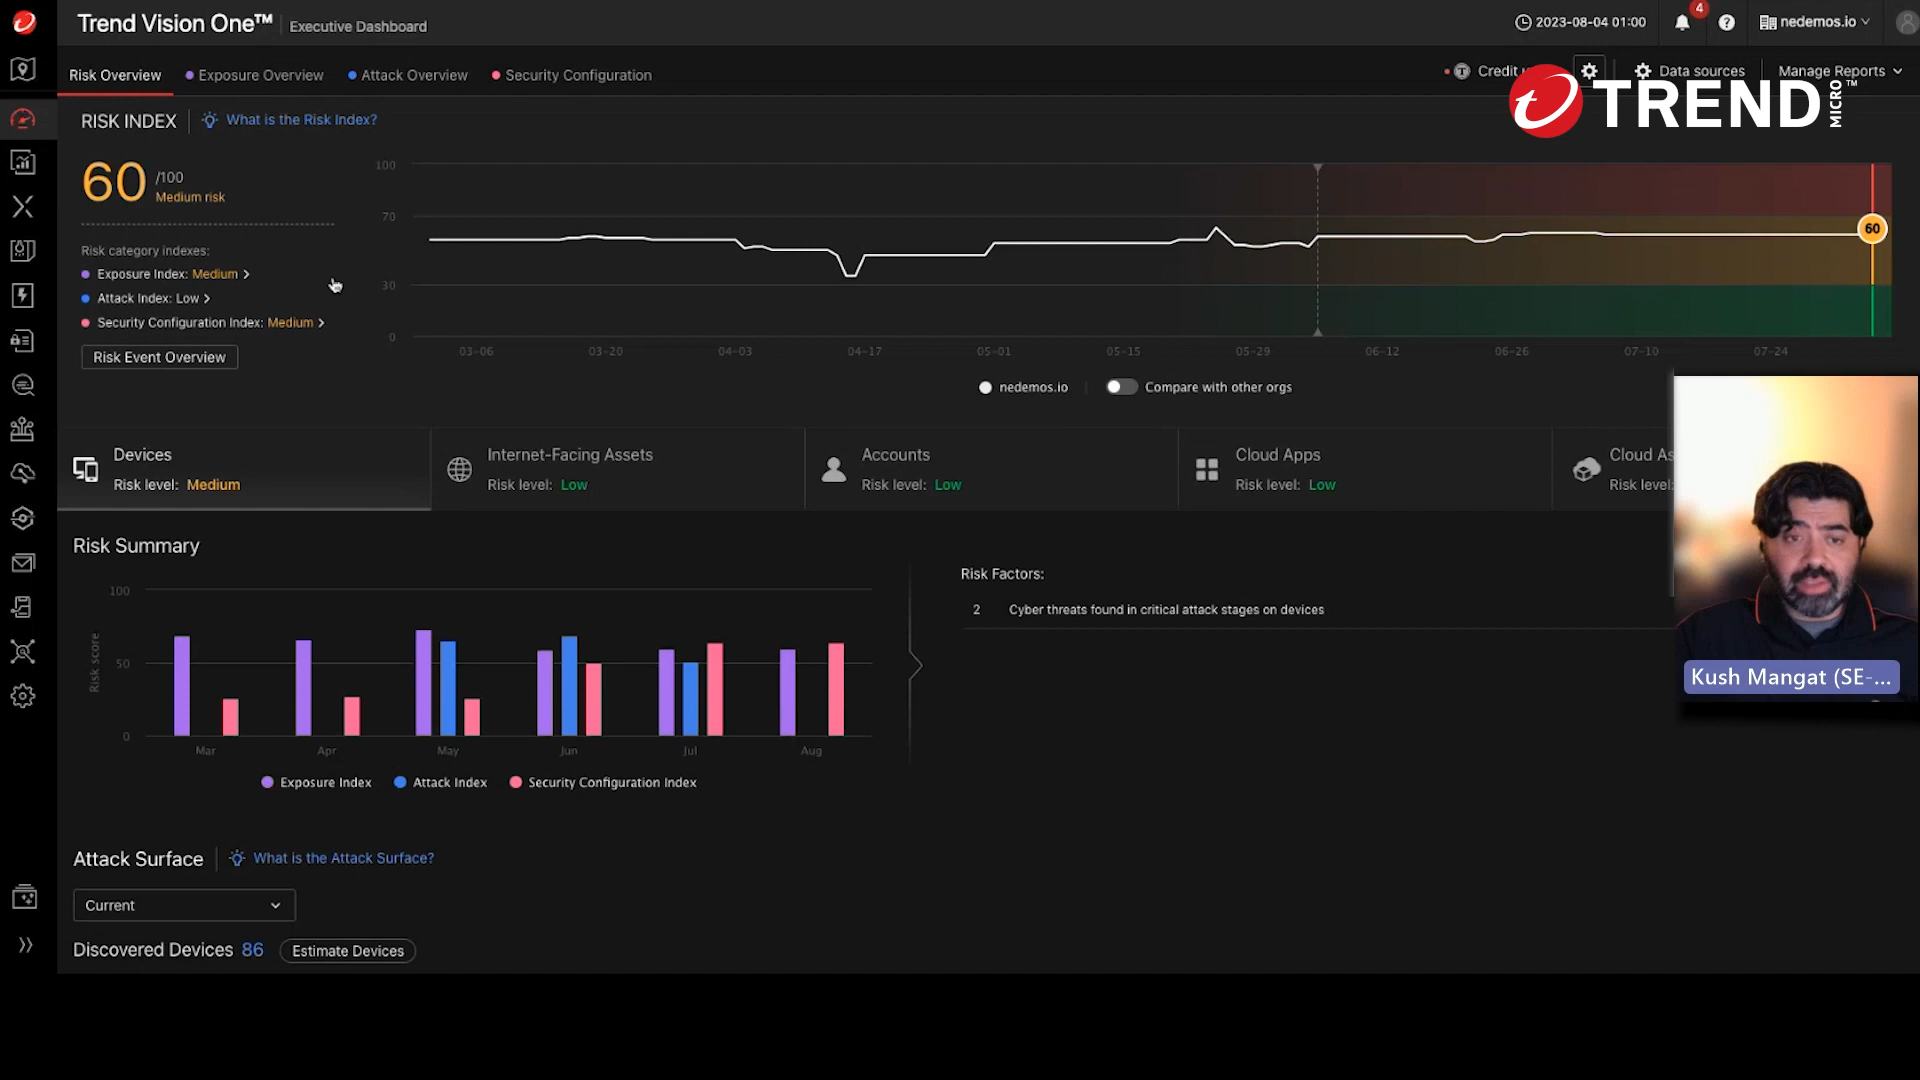 Trend Vision One™ Executive Dashboard
2023-08-04 01:00
4
nedemos.io
Risk Overview
Exposure Overview
Attack Overview
Security Configuration
Credit
Data sources
Manage Reports
TREND MICRO™
RISK INDEX
What is the Risk Index?
60 /100
Medium risk
Risk category indexes:
Exposure Index: Medium
Attack Index: Low
Security Configuration Index: Medium
Risk Event Overview
100
70
30
0
60
03-06 03-20 04-03 04-17 05-01 05-15 05-29 06-12 06-26 07-10 07-24
nedemos.io
Compare with other orgs
Devices
Risk level: Medium
Internet-Facing Assets
Risk level: Low
Accounts
Risk level: Low
Cloud Apps
Risk level: Low
Cloud As
Risk level:
Risk Summary
Risk score
100
50
0
Mar Apr May Jun Jul Aug
Exposure Index Attack Index Security Configuration Index
Risk Factors:
2 Cyber threats found in critical attack stages on devices
Kush Mangat (SE-...
Attack Surface
What is the Attack Surface?
Current
Discovered Devices 86
Estimate Devices